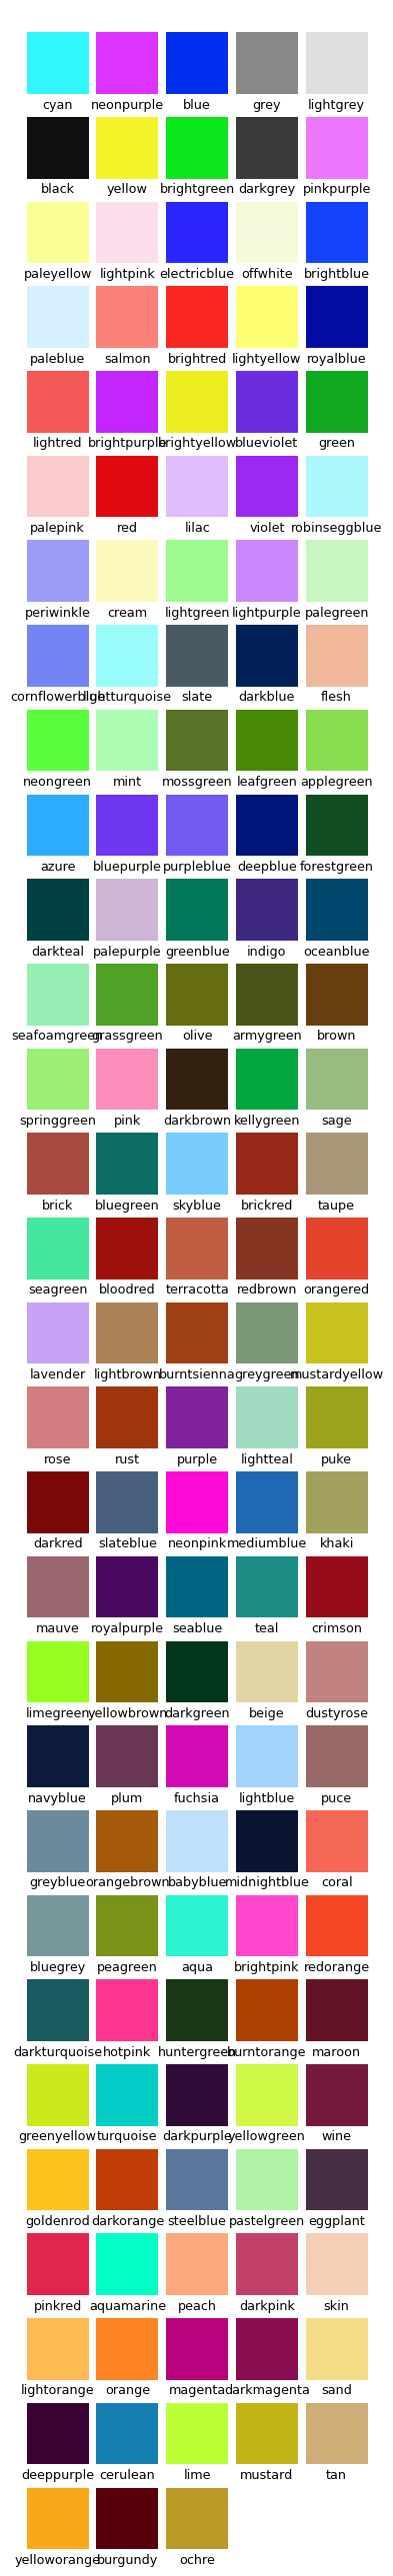 cyan neonpurple blue grey lightgrey
black yellow brightgreen darkgrey pinkpurple
paleyellow lightpink electricblue offwhite brightblue
paleblue salmon brightred lightyellow royalblue
lightred brightpurple brightyellow blueviolet green
palepink red lilac violet robinseggblue
periwinkle cream lightgreen lightpurple palegreen
cornflowerblue lightturquoise slate darkblue flesh
neongreen mint mossgreen leafgreen applegreen
azure bluepurple purpleblue deepblue forestgreen
darkteal palepurple greenblue indigo oceanblue
seafoamgreen grassgreen olive armygreen brown
springgreen pink darkbrown kellygreen sage
brick bluegreen skyblue brickred taupe
seagreen bloodred terracotta redbrown orangered
lavender lightbrown burntsienna greygreen mustardyellow
rose rust purple lightteal puke
darkred slateblue neonpink mediumblue khaki
mauve royalpurple seablue teal crimson
limegreen yellowbrown darkgreen beige dustyrose
navyblue plum fuchsia lightblue puce
greyblue orangebrown babyblue midnightblue coral
bluegrey peagreen aqua brightpink redorange
darkturquoise hotpink huntergreen burntorange maroon
greenyellow turquoise darkpurple yellowgreen wine
goldenrod darkorange steelblue pastelgreen eggplant
pinkred aquamarine peach darkpink skin
lightorange orange magenta darkmagenta sand
deeppurple cerulean lime mustard tan
yelloworange burgundy ochre